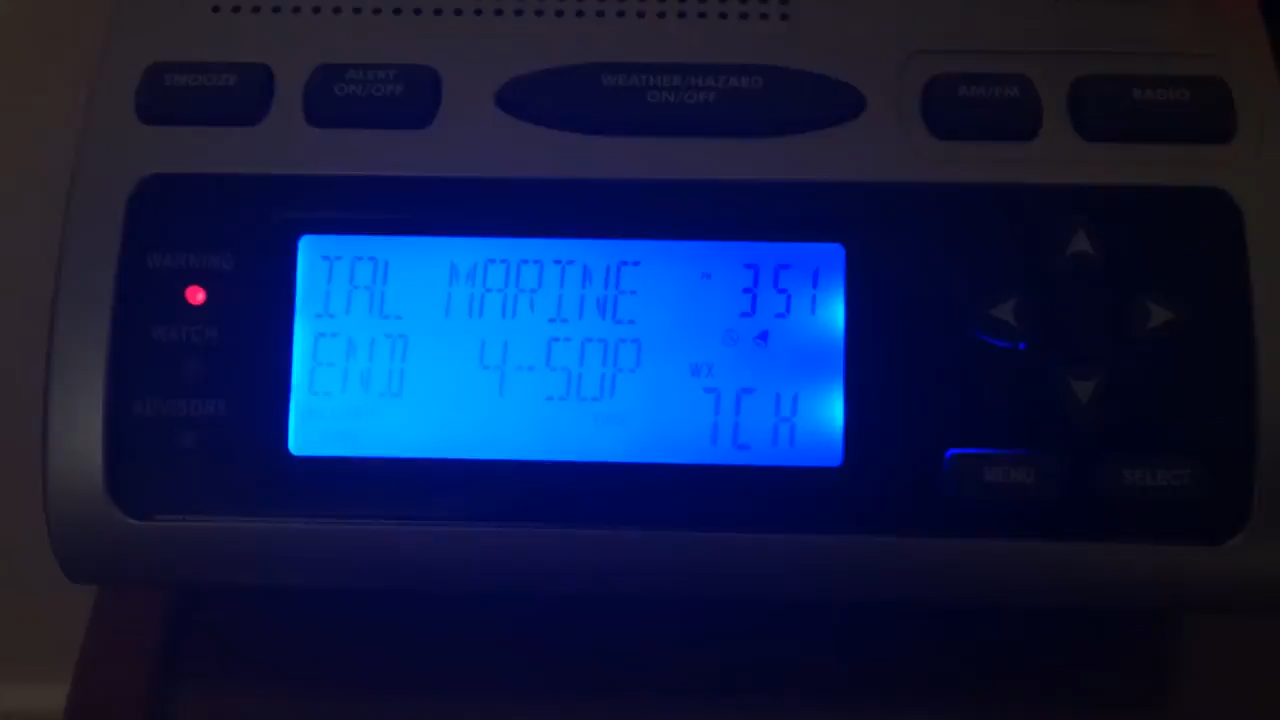 SNOOZE
ALERT
ON/OFF
WEATHER/HAZARD
ON/OFF
AM/FM
RADIO
WARNING
WATCH
ADVISORY
IAL MARINE
PM 351
END 4-50P
WX
7CH
MENU
SELECT